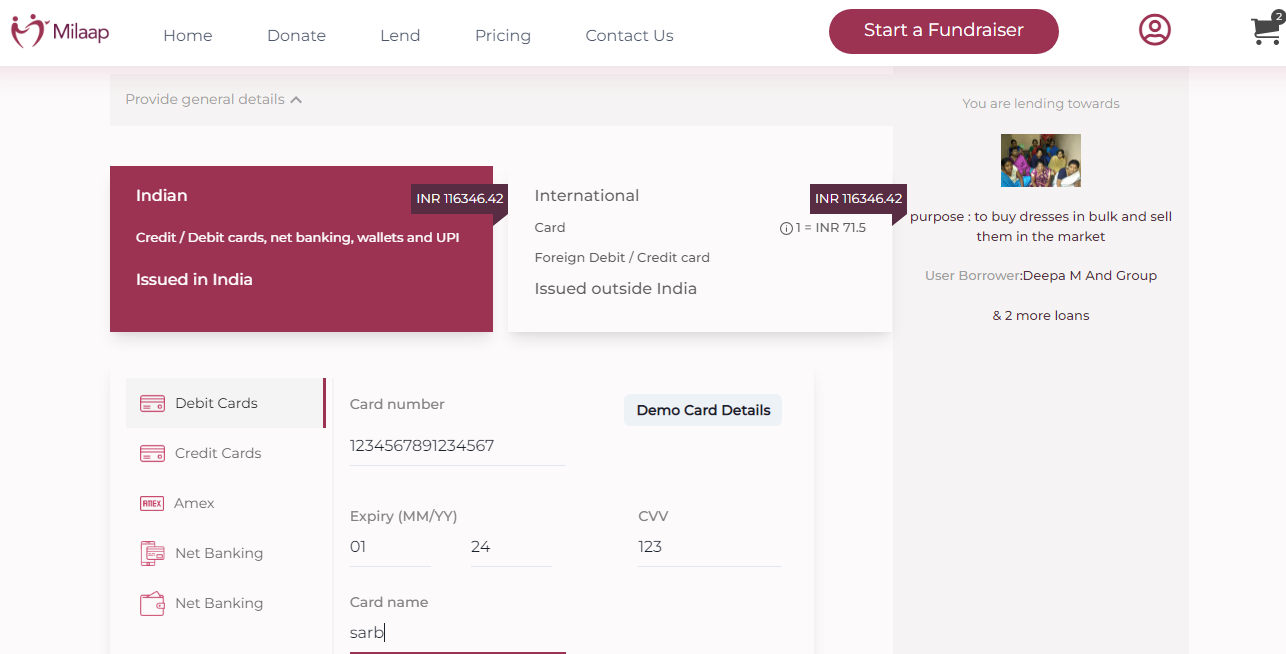 Milaap
Home
Donate
Lend
Pricing
Contact Us
Start a Fundraiser
2
Provide general details
Indian
INR 116346.42
Credit / Debit cards, net banking, wallets and UPI
Issued in India
International
INR 116346.42
Card
1 = INR 71.5
Foreign Debit / Credit card
Issued outside India
You are lending towards
purpose : to buy dresses in bulk and sell
them in the market
User Borrower:Deepa M And Group
& 2 more loans
Debit Cards
Credit Cards
AMEX
Amex
Net Banking
Net Banking
Card number
Demo Card Details
1234567891234567
Expiry (MM/YY)
CVV
01
24
123
Card name
sarb